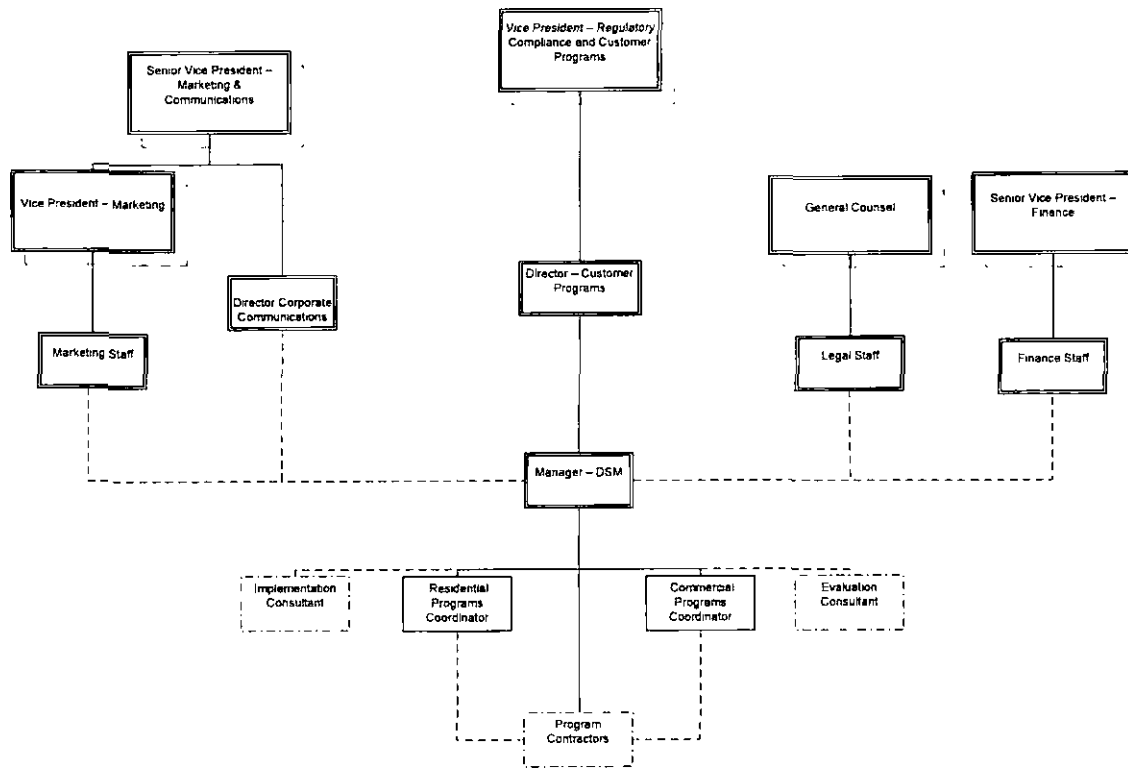 Vice President – Regulatory
Compliance and Customer
Programs
Senior Vice President –
Marketing &
Communications
Vice President – Marketing
General Counsel
Senior Vice President –
Finance
Director – Customer
Programs
Director Corporate
Communications
Marketing Staff
Legal Staff
Finance Staff
Manager – DSM
Implementation
Consultant
Residential
Programs
Coordinator
Commercial
Programs
Coordinator
Evaluation
Consultant
Program
Contractors